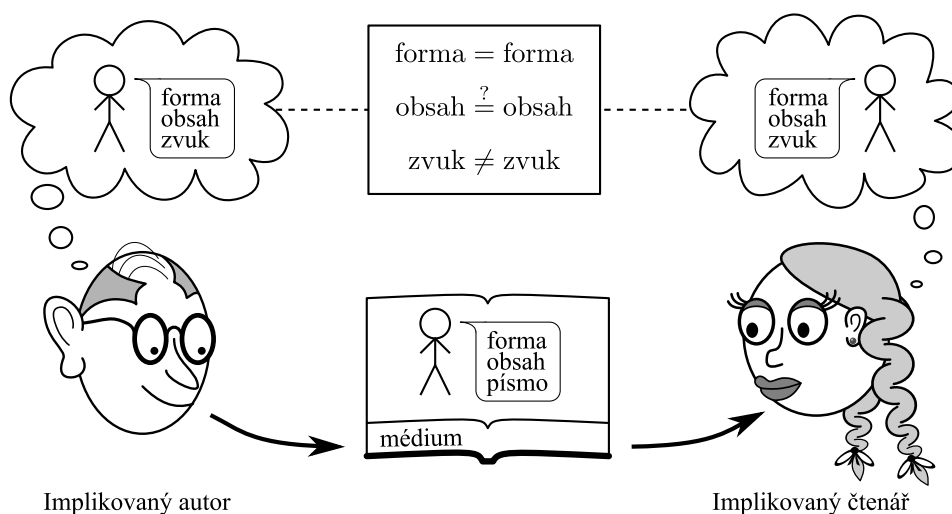 forma
obsah
zvuk
forma = forma
obsah ≟ obsah
zvuk ≠ zvuk
forma
obsah
zvuk
forma
obsah
písmo
médium
Implikovaný autor
Implikovaný čtenář